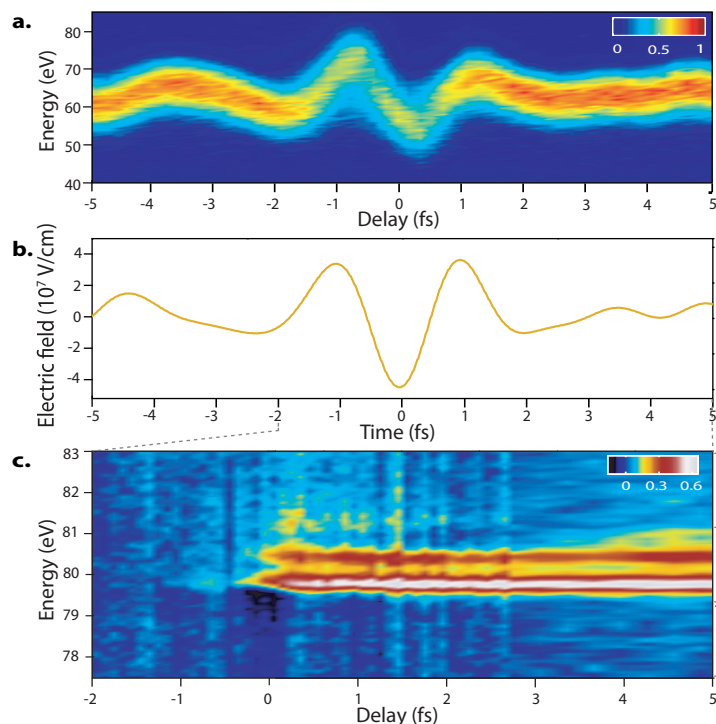 a.
0 0.5 1
Energy (eV)
80
70
60
50
40
-5 -4 -3 -2 -1 0 1 2 3 4 5
Delay (fs)
b.
Electric field (10⁷ V/cm)
4
2
0
-2
-4
-5 -4 -3 -2 -1 0 1 2 3 4 5
Time (fs)
c.
0 0.3 0.6
Energy (eV)
83
82
81
80
79
78
-2 -1 0 1 2 3 4 5
Delay (fs)